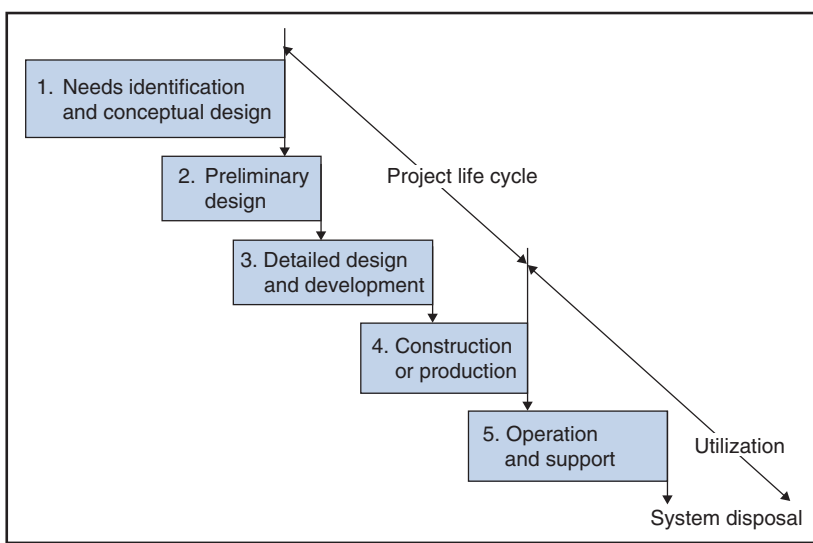 1. Needs identification
and conceptual design
2. Preliminary
design
Project life cycle
3. Detailed design
and development
4. Construction
or production
5. Operation
and support
Utilization
System disposal